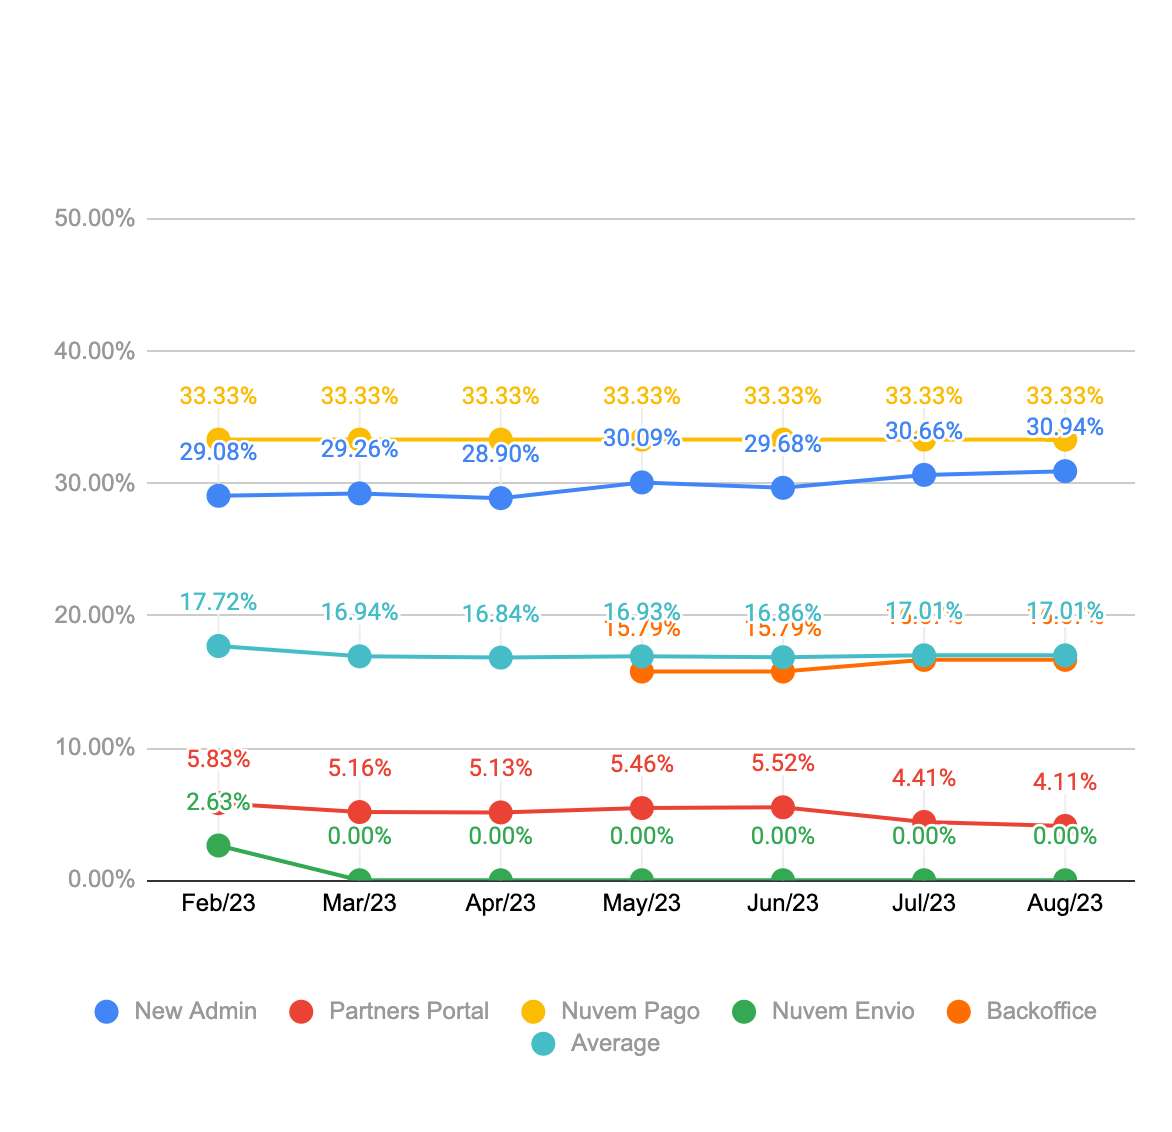 50.00%
40.00%
33.33% 33.33% 33.33% 33.33% 33.33% 33.33% 33.33%
29.08% 29.26% 28.90% 30.09% 29.68% 30.66% 30.94%
30.00%
17.72% 16.94% 16.84% 16.93% 16.86% 17.01% 17.01%
20.00%
15.79% 15.79%
10.00%
5.83% 5.16% 5.13% 5.46% 5.52% 4.41% 4.11%
2.63% 0.00% 0.00% 0.00% 0.00% 0.00% 0.00%
0.00%
Feb/23 Mar/23 Apr/23 May/23 Jun/23 Jul/23 Aug/23
New Admin Partners Portal Nuvem Pago Nuvem Envio Backoffice
Average